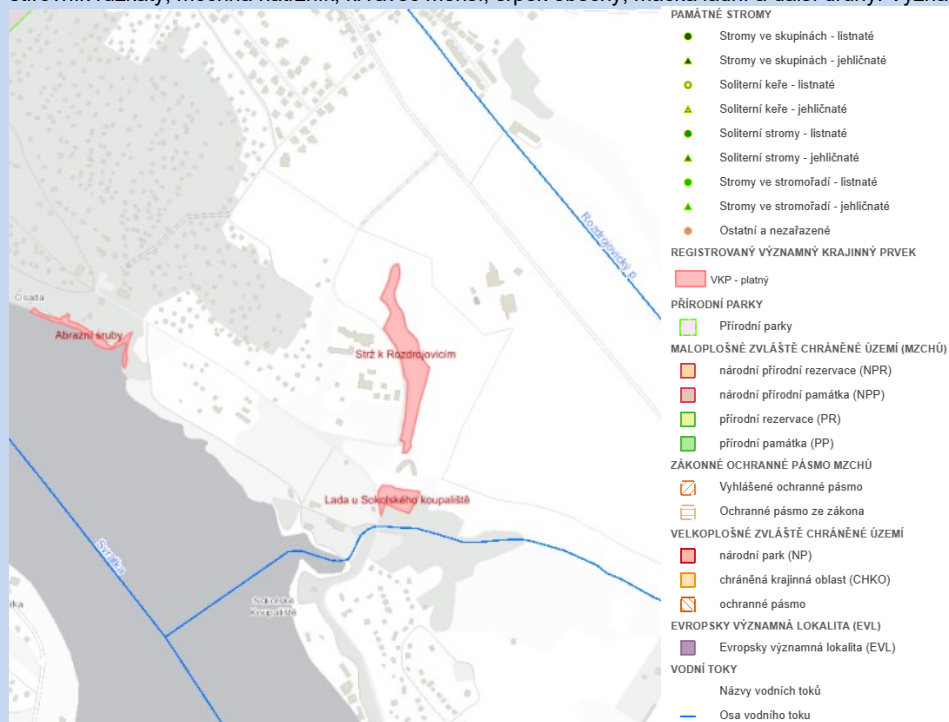 PAMÁTNÉ STROMY
Stromy ve skupinách - listnaté
Stromy ve skupinách - jehličnaté
Soliterní keře - listnaté
Soliterní keře - jehličnaté
Soliterní stromy - listnaté
Soliterní stromy - jehličnaté
Stromy ve stromořadí - listnaté
Stromy ve stromořadí - jehličnaté
Ostatní a nezařazené
REGISTROVANÝ VÝZNAMNÝ KRAJINNÝ PRVEK
VKP - platný
PŘÍRODNÍ PARKY
Přírodní parky
MALOPLOŠNÉ ZVLÁŠTĚ CHRÁNĚNÉ ÚZEMÍ (MZCHÚ)
národní přírodní rezervace (NPR)
národní přírodní památka (NPP)
přírodní rezervace (PR)
přírodní památka (PP)
ZÁKONNÉ OCHRANNÉ PÁSMO MZCHÚ
Vyhlášené ochranné pásmo
Ochranné pásmo ze zákona
VELKOPLOŠNÉ ZVLÁŠTĚ CHRÁNĚNÉ ÚZEMÍ
národní park (NP)
chráněná krajinná oblast (CHKO)
ochranné pásmo
EVROPSKY VÝZNAMNÁ LOKALITA (EVL)
Evropsky významná lokalita (EVL)
VODNÍ TOKY
Názvy vodních toků
Osa vodního toku
Rozdrojovický p.
Osada
Abrazní sruby
Strž k Rozdrojovicím
Lada u Sokolského koupaliště
Svratka
Sokolské
Koupaliště